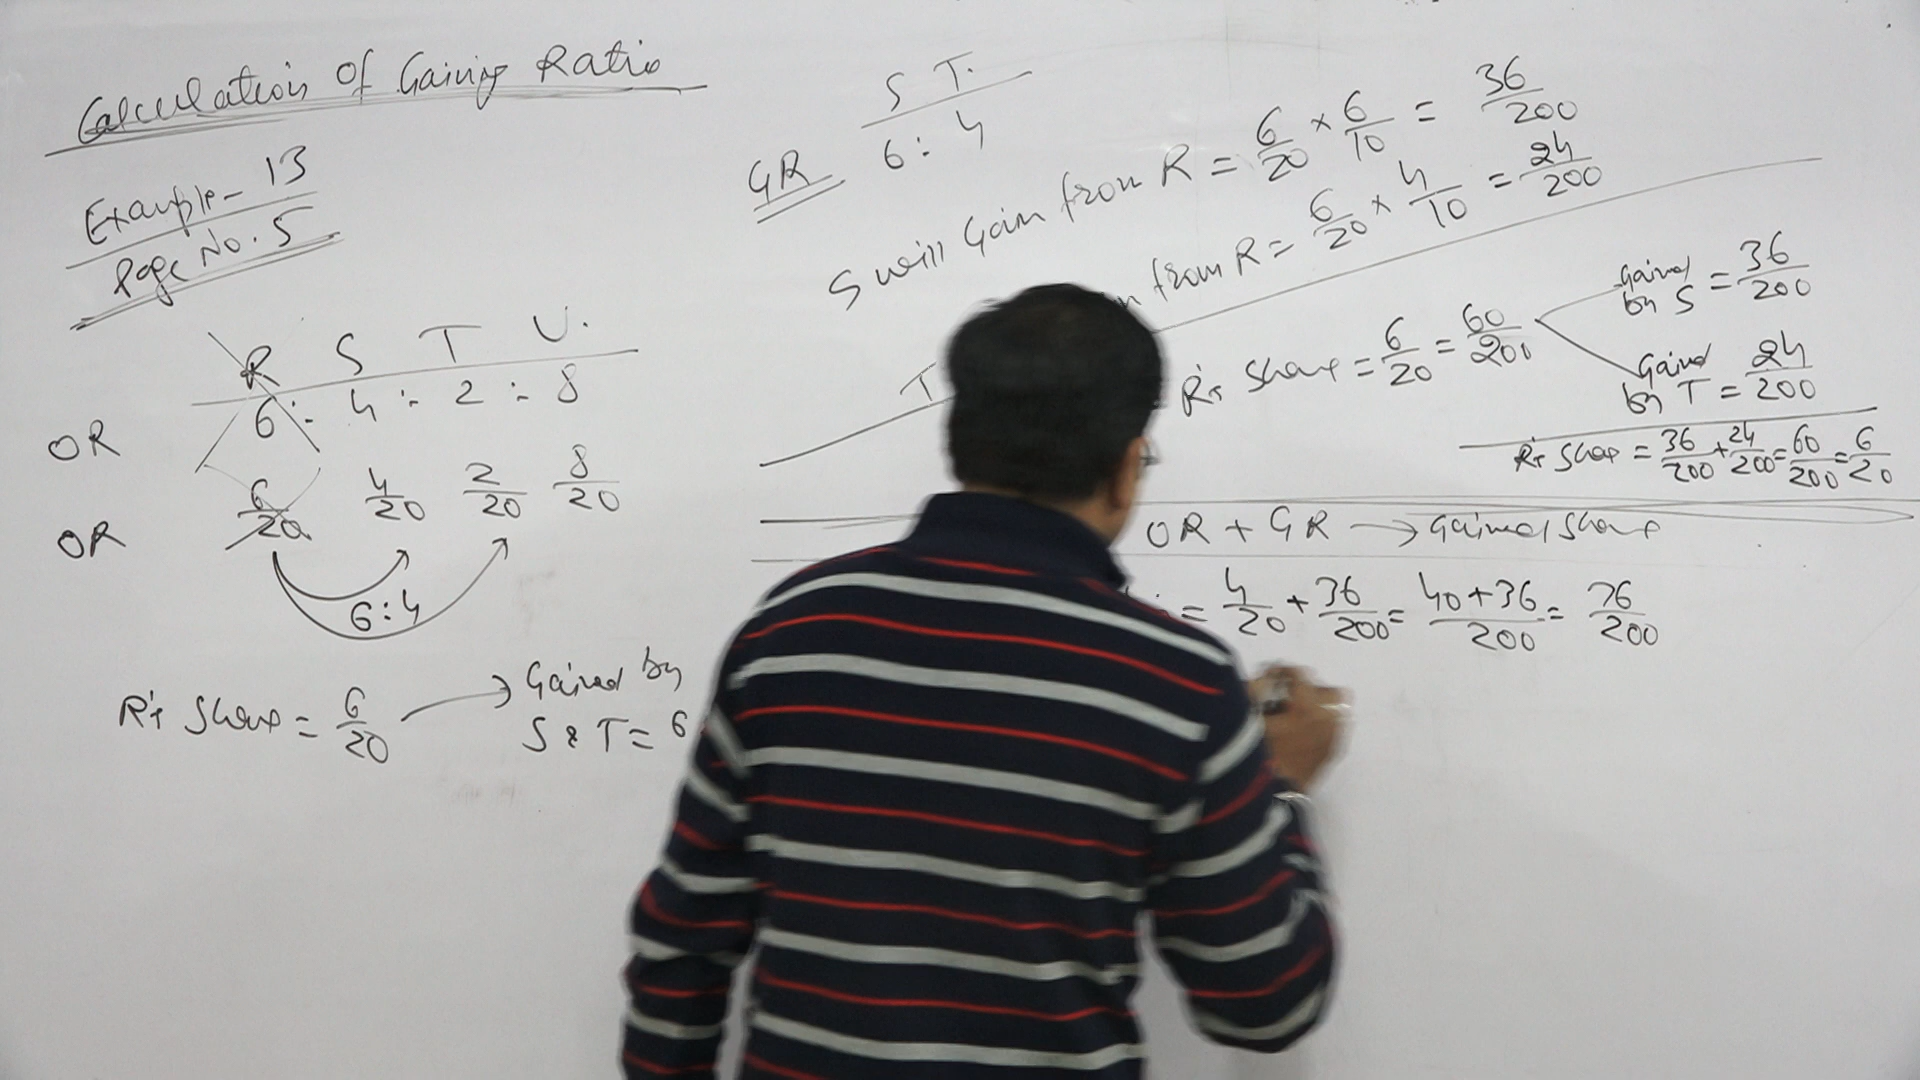 Calculation Of Gaining Ratio
Example-13
Page No. 5
R S T U.
OR 6 : 4 : 2 : 8
OR 6/20 4/20 2/20 8/20
6:4
R's Share = 6/20 → Gained by
S & T = 6
S T.
GR 6 : 4
S will Gain from R = 6/20 × 6/10 = 36/200
T
from R = 6/20 × 4/10 = 24/200
R's Share = 6/20 = 60/200
Gained by S = 36/200
Gained by T = 24/200
R's Share = 36/200 + 24/200 = 60/200 = 6/20
OR + GR → Gained Share
= 4/20 + 36/200 = 40+36/200 = 76/200